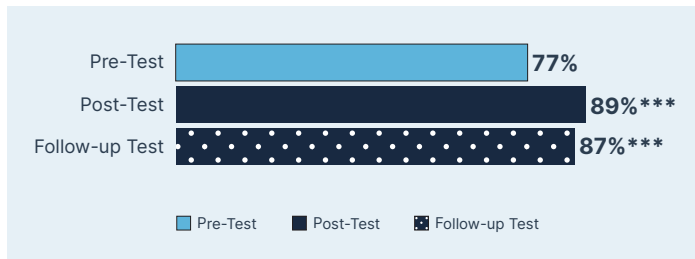 Pre-Test 77%
Post-Test 89%***
Follow-up Test 87%***
Pre-Test Post-Test Follow-up Test